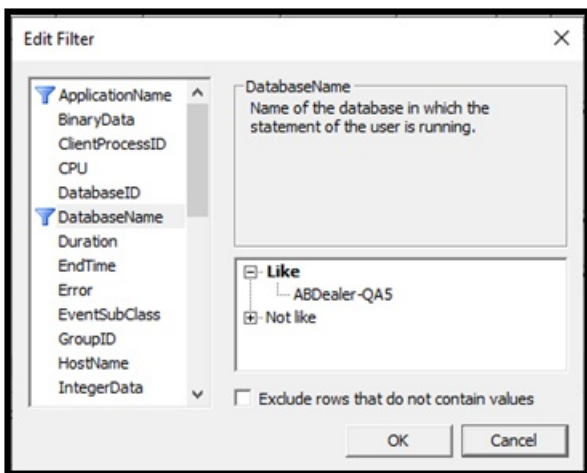 Edit Filter
ApplicationName
BinaryData
ClientProcessID
CPU
DatabaseID
DatabaseName
Duration
EndTime
Error
EventSubClass
GroupID
HostName
IntegerData
DatabaseName
Name of the database in which the
statement of the user is running.
Like
ABDealer-QA5
Not like
Exclude rows that do not contain values
OK
Cancel